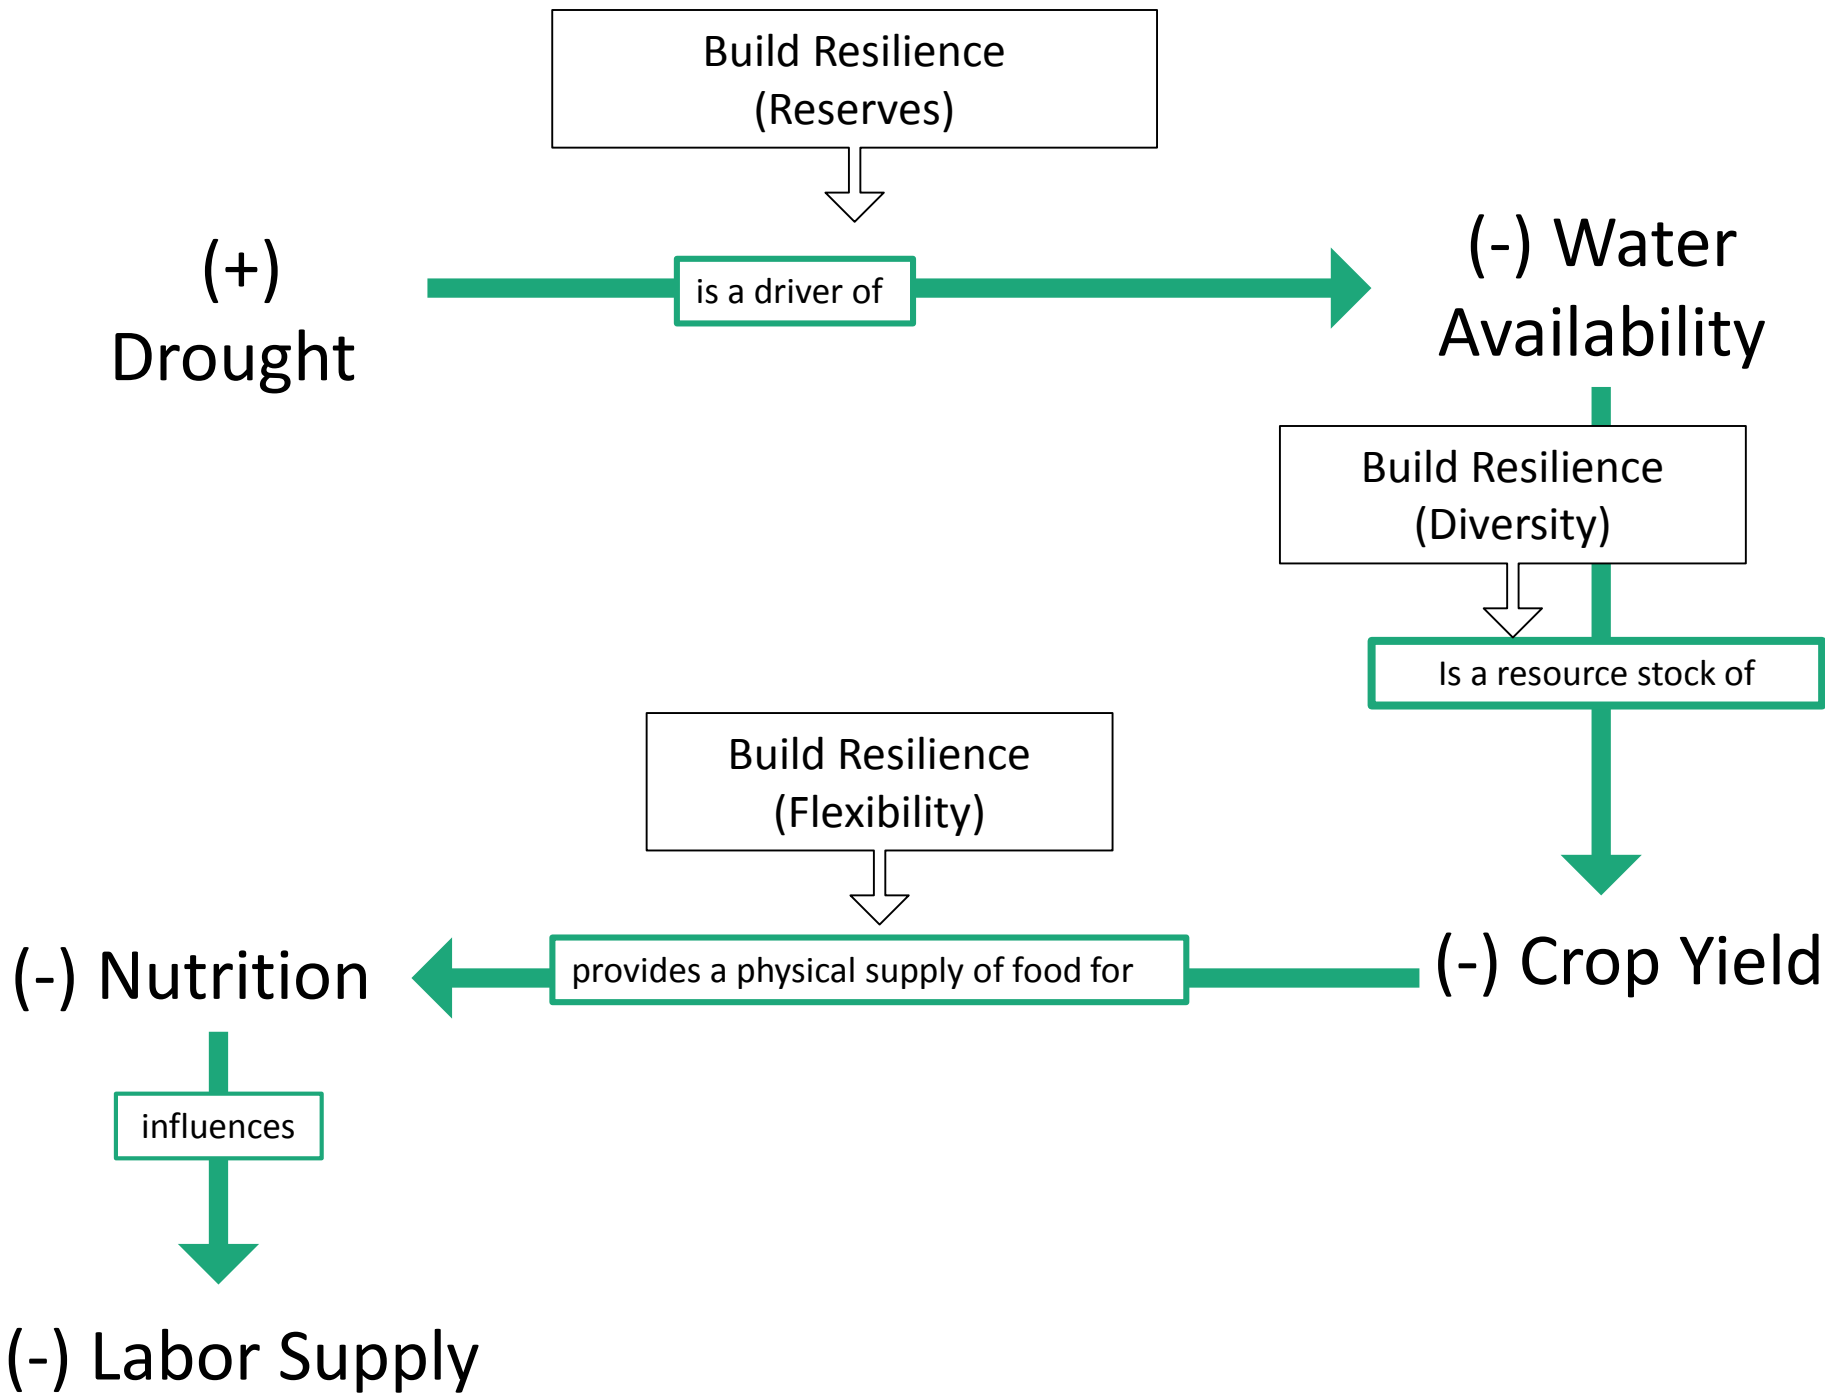 Build Resilience
(Reserves)
(+)
Drought
is a driver of
(-) Water
Availability
Build Resilience
(Diversity)
Is a resource stock of
Build Resilience
(Flexibility)
(-) Nutrition
provides a physical supply of food for
(-) Crop Yield
influences
(-) Labor Supply